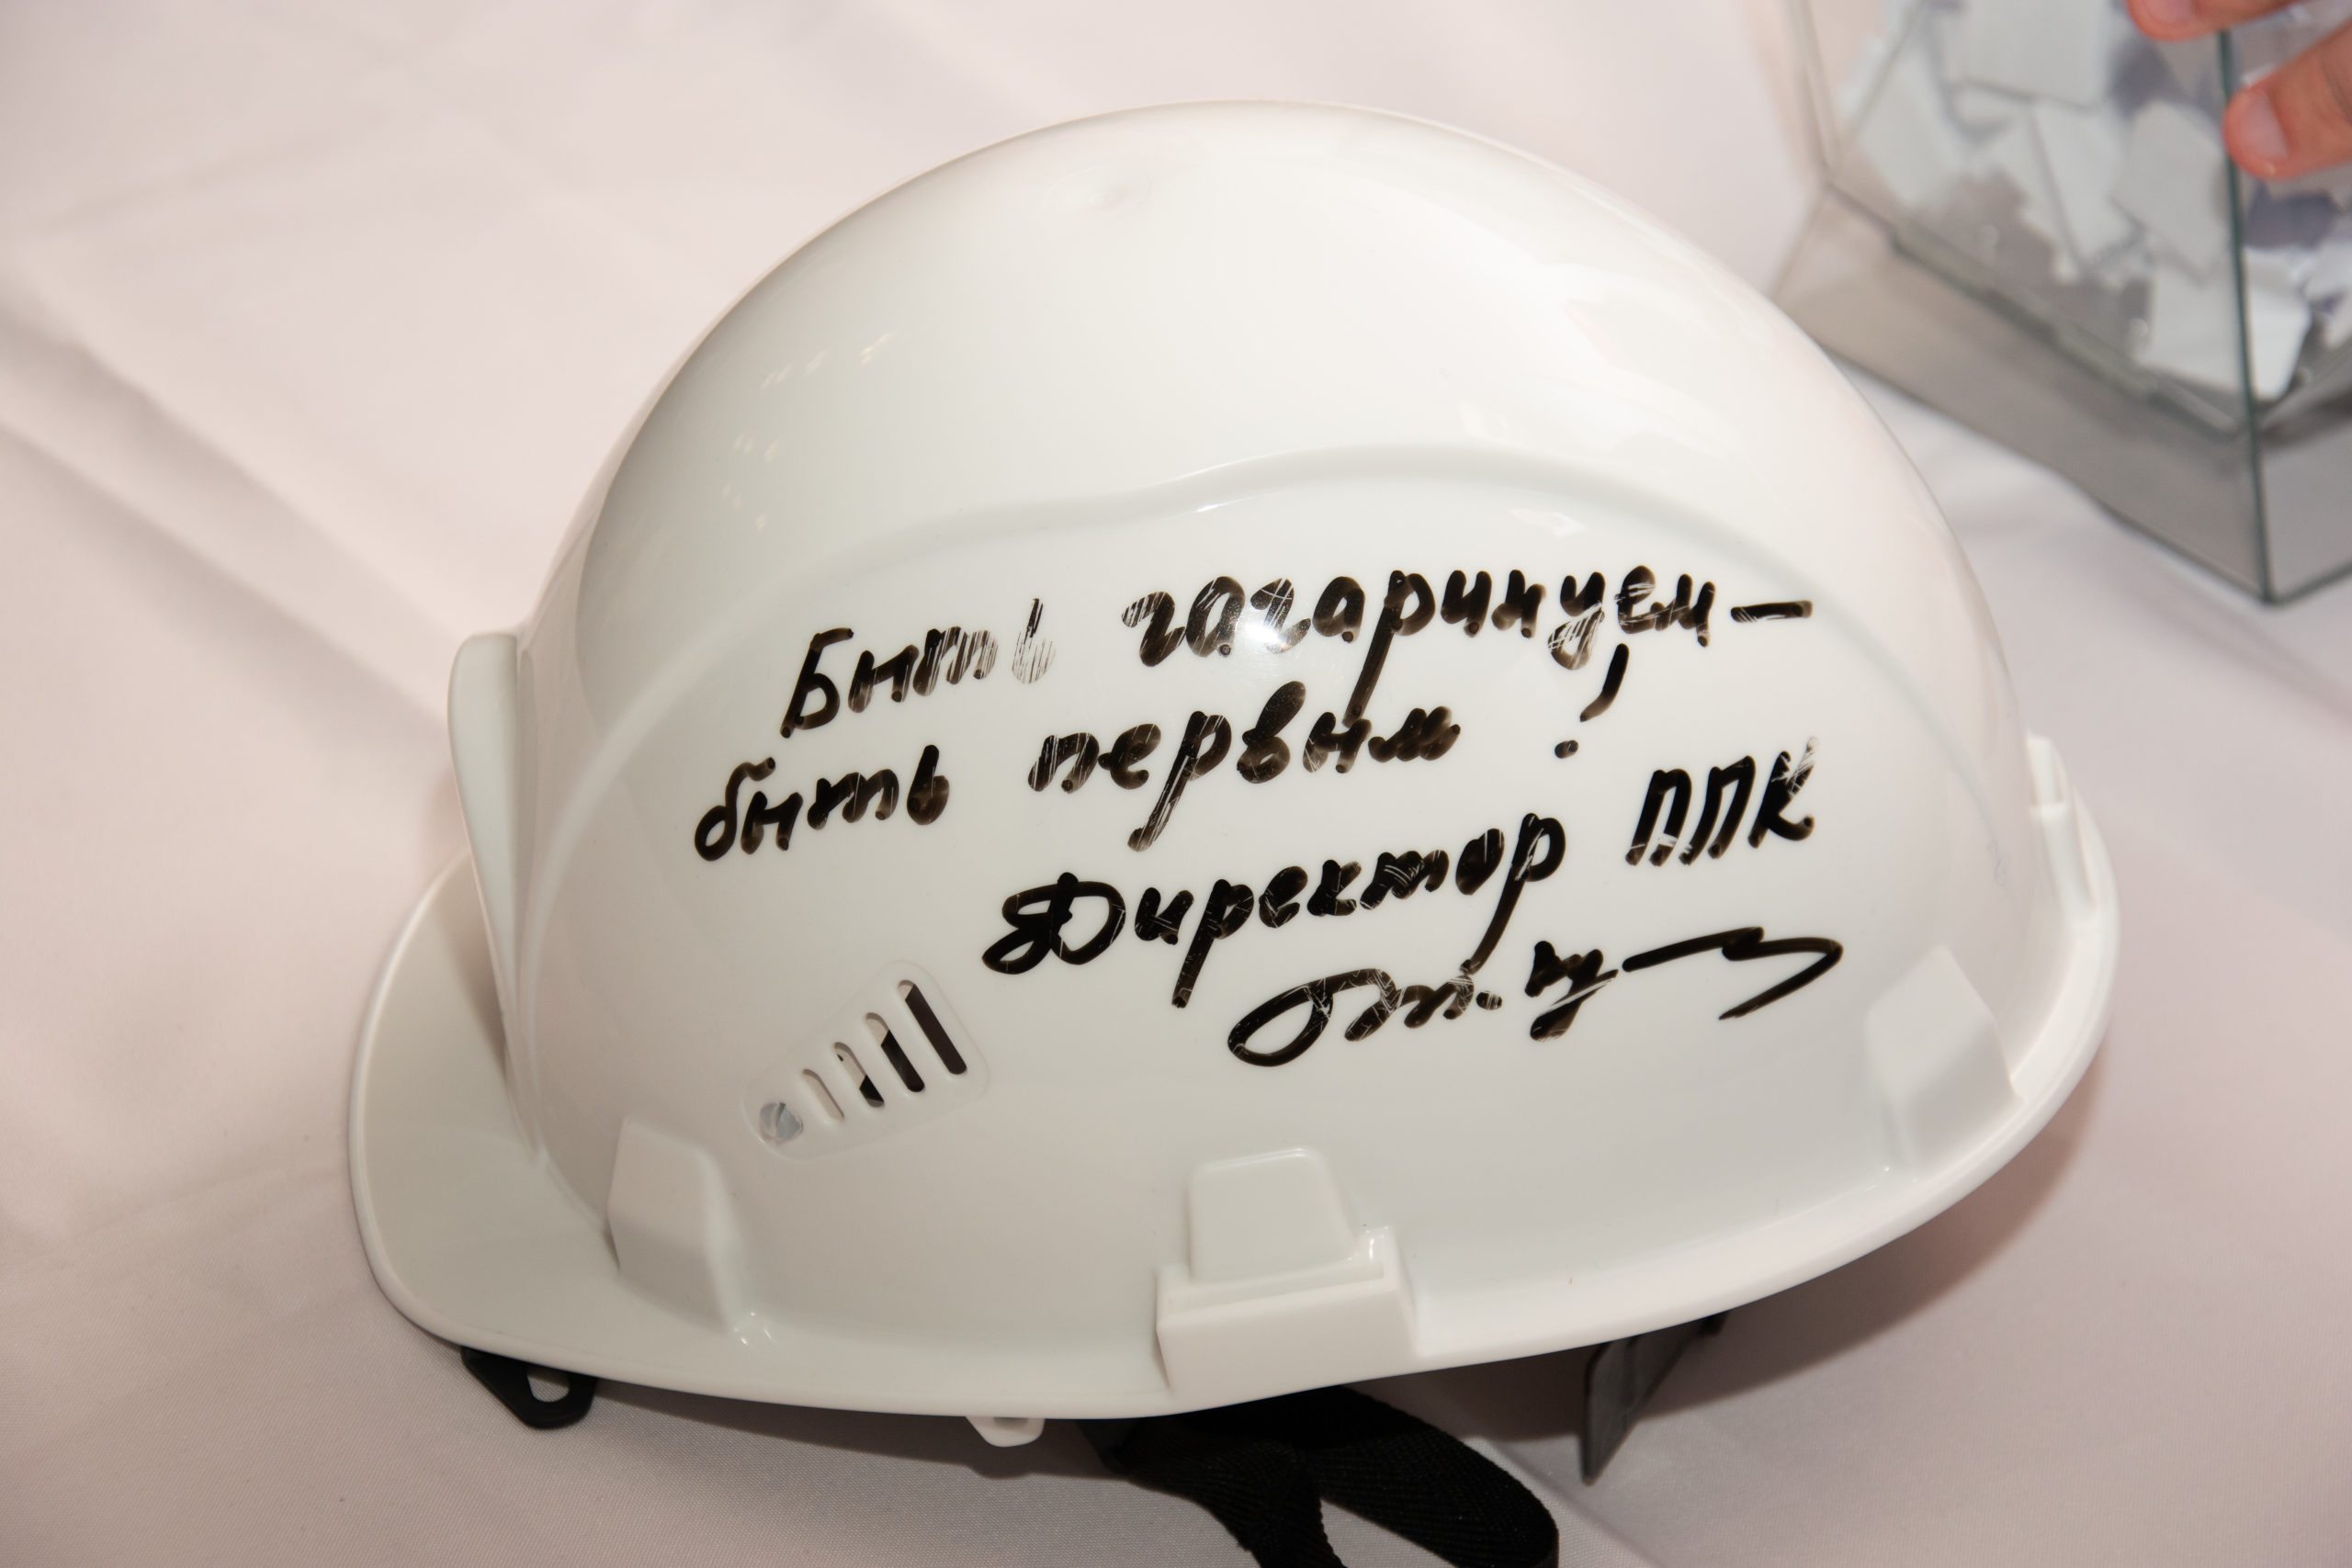 Быть гагаринцем —
быть первым!
Директор ППК